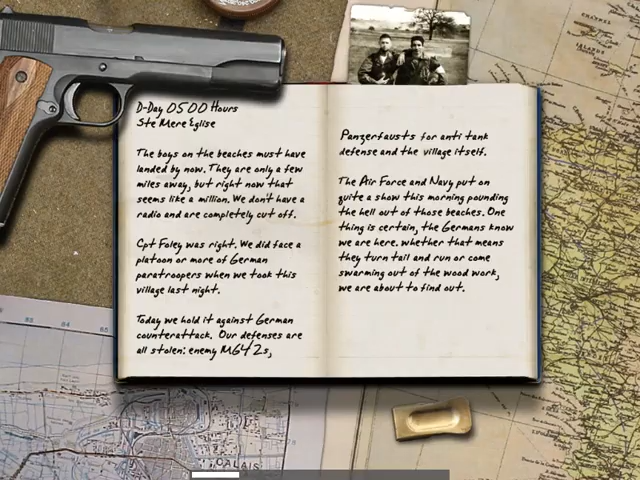 D-Day 0500 Hours
Ste Mere Eglise
The boys on the beaches must have
landed by now. They are only a few
miles away, but right now that
seems like a million. We don't have a
radio and are completely cut off.
Cpt Foley was right. We did face a
platoon or more of German
paratroopers when we took this
village last night.
Today we hold it against German
counterattack. Our defenses are
all stolen: enemy MG42s,
Panzerfausts for anti tank
defense and the village itself.
The Air Force and Navy put on
quite a show this morning pounding
the hell out of those beaches. One
thing is certain, the Germans know
we are here. whether that means
they turn tail and run or come
swarming out of the wood work,
we are about to find out.
CHANNEL
ISLANDS
CALAIS